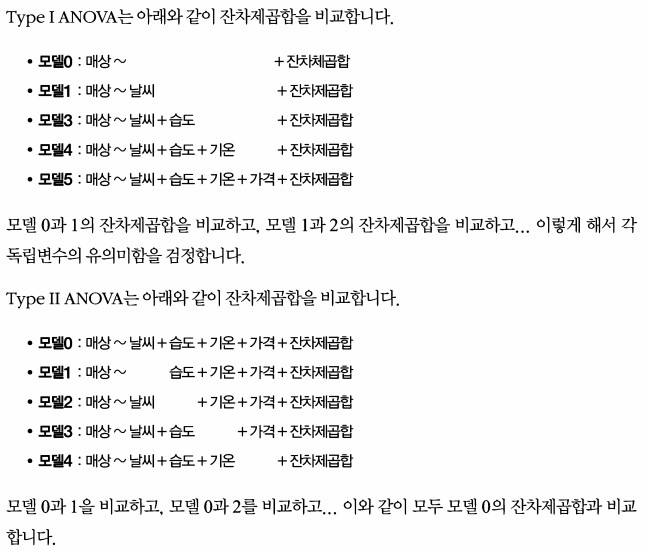 Type I ANOVA는 아래와 같이 잔차제곱합을 비교합니다.
• 모델0 : 매상 ~ + 잔차체곱합
• 모델1 : 매상 ~ 날씨 + 잔차제곱합
• 모델3 : 매상 ~ 날씨 + 습도 + 잔차제곱합
• 모델4 : 매상 ~ 날씨 + 습도 + 기온 + 잔차제곱합
• 모델5 : 매상 ~ 날씨 + 습도 + 기온 + 가격 + 잔차제곱합
모델 0과 1의 잔차제곱합을 비교하고, 모델 1과 2의 잔차제곱합을 비교하고... 이렇게 해서 각
독립변수의 유의미함을 검정합니다.
Type II ANOVA는 아래와 같이 잔차제곱합을 비교합니다.
• 모델0 : 매상 ~ 날씨 + 습도 + 기온 + 가격 + 잔차제곱합
• 모델1 : 매상 ~ 습도 + 기온 + 가격 + 잔차제곱합
• 모델2 : 매상 ~ 날씨 + 기온 + 가격 + 잔차제곱합
• 모델3 : 매상 ~ 날씨 + 습도 + 가격 + 잔차제곱합
• 모델4 : 매상 ~ 날씨 + 습도 + 기온 + 잔차제곱합
모델 0과 1을 비교하고, 모델 0과 2를 비교하고... 이와 같이 모두 모델 0의 잔차제곱합과 비교
합니다.